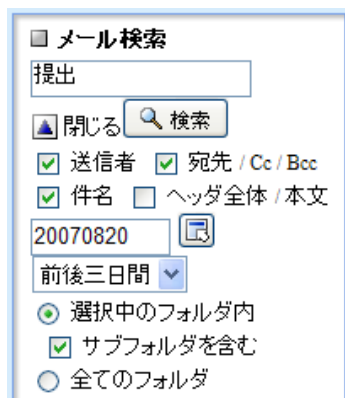 メール検索
提出
閉じる 検索
送信者 宛先 / Cc / Bcc
件名 ヘッダ全体 / 本文
20070820
前後三日間
選択中のフォルダ内
サブフォルダを含む
全てのフォルダ